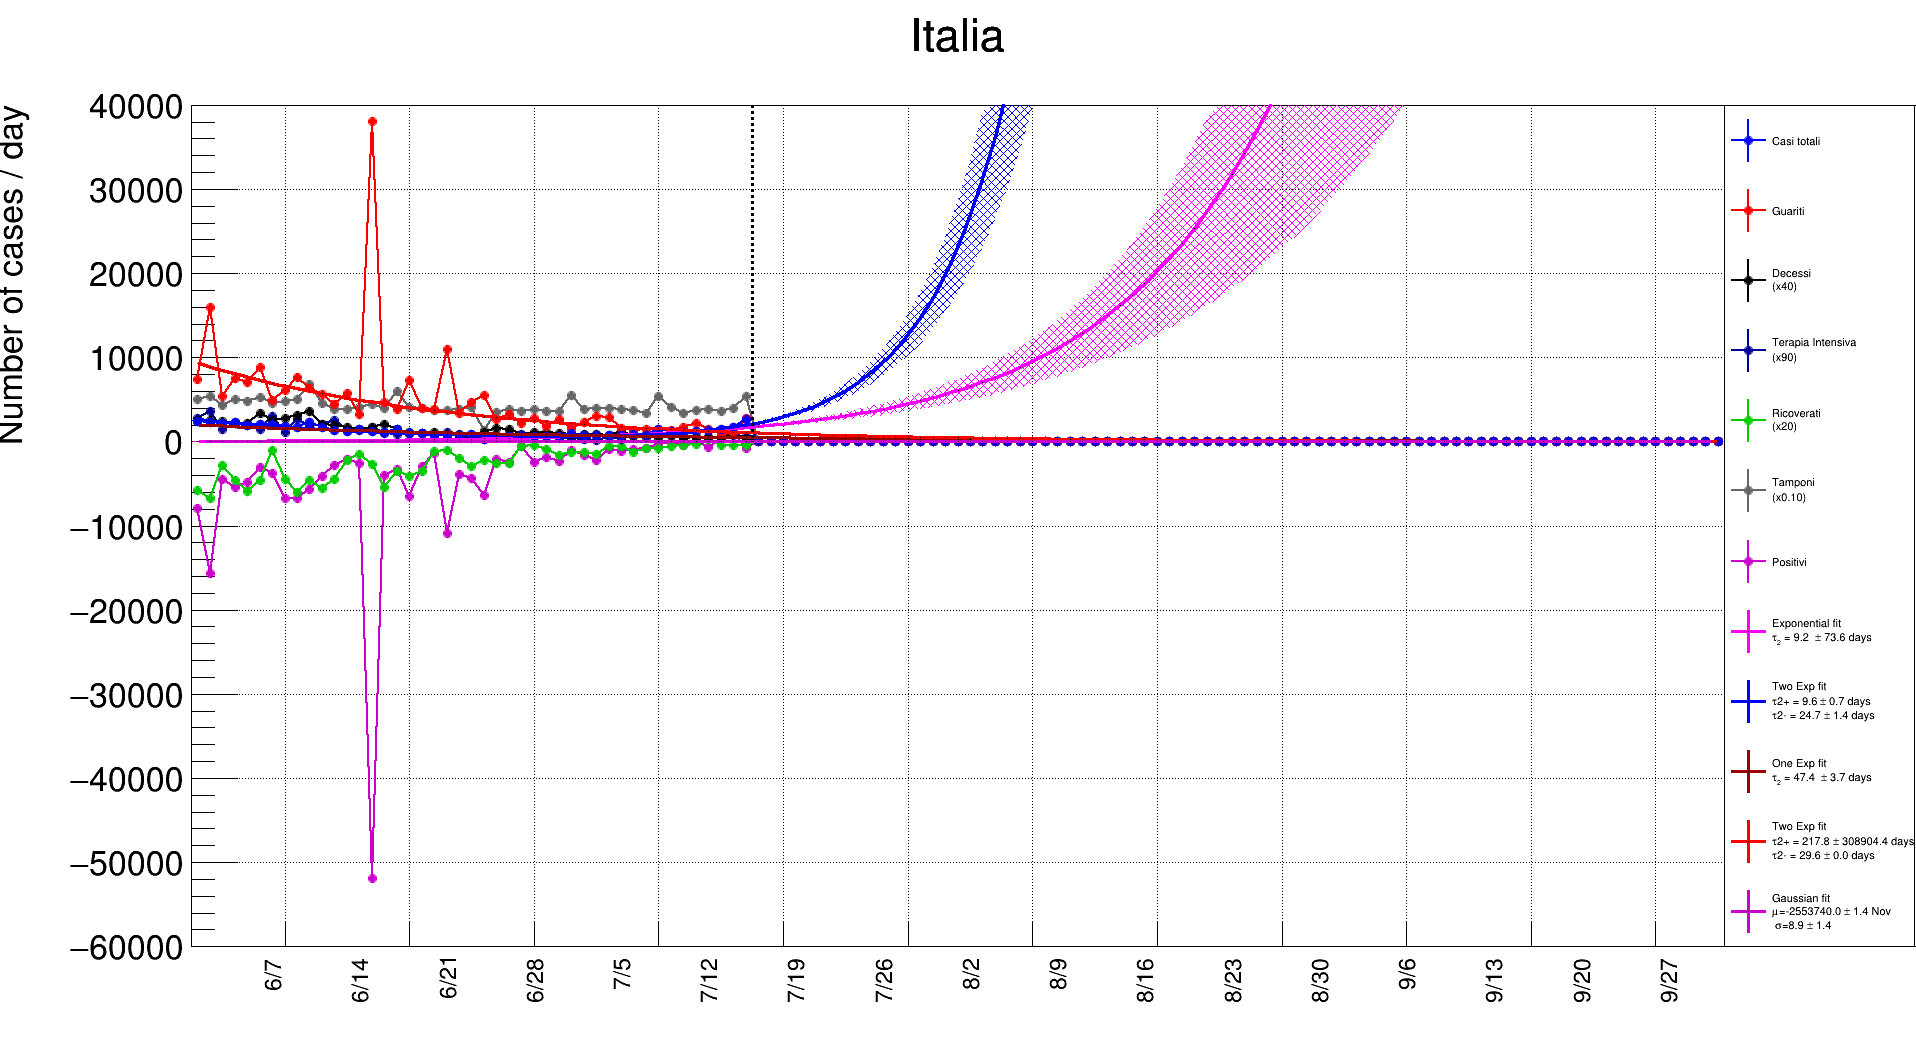 Italia
Number of cases / day
40000
30000
20000
10000
0
−10000
−20000
−30000
−40000
−50000
−60000
6/7
6/14
6/21
6/28
7/5
7/12
7/19
7/26
8/2
8/9
8/16
8/23
8/30
9/6
9/13
9/20
9/27
Casi totali
Guariti
Decessi
(x40)
Terapia Intensiva
(x90)
Ricoverati
(x20)
Tamponi
(x0.10)
Positivi
Exponential fit
τ₂ = 9.2 ± 73.6 days
Two Exp fit
τ2+ = 9.6 ± 0.7 days
τ2- = 24.7 ± 1.4 days
One Exp fit
τ₂ = 47.4 ± 3.7 days
Two Exp fit
τ2+ = 217.8 ± 308904.4 days
τ2- = 29.6 ± 0.0 days
Gaussian fit
μ=-2553740.0 ± 1.4 Nov
σ=8.9 ± 1.4